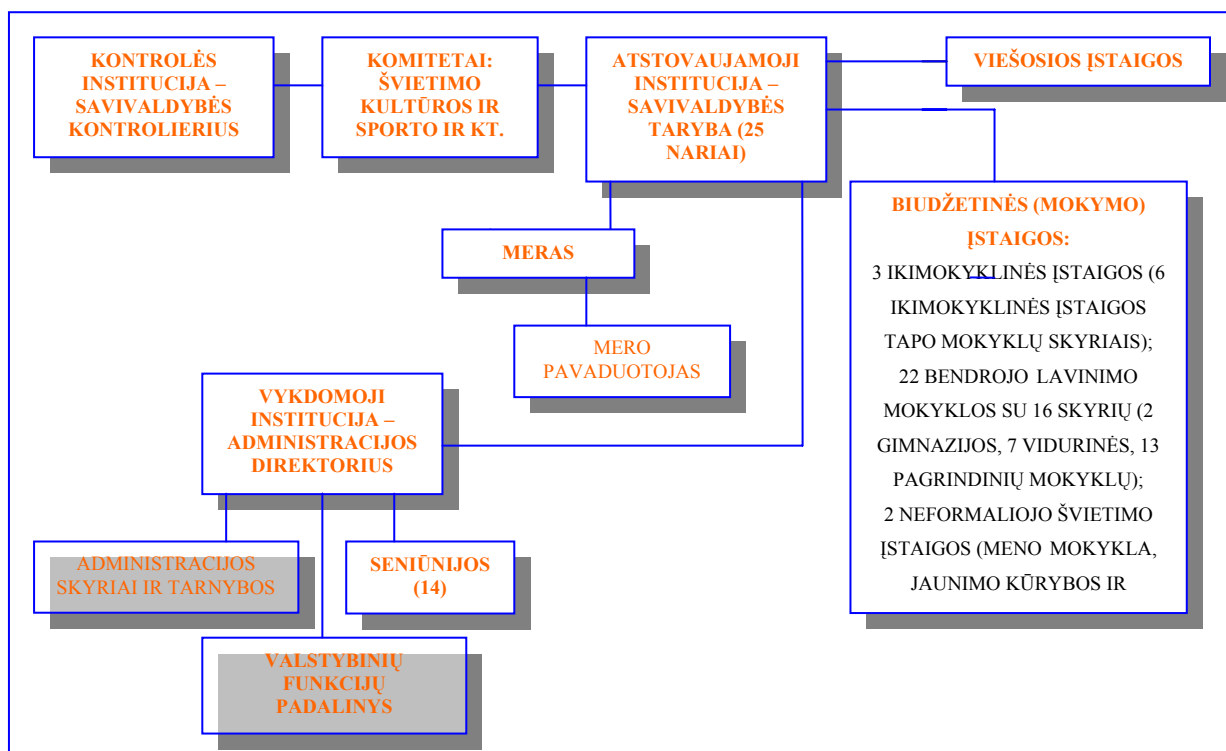 KONTROLĖS
INSTITUCIJA –
SAVIVALDYBĖS
KONTROLIERIUS
KOMITETAI:
ŠVIETIMO
KULTŪROS IR
SPORTO IR KT.
ATSTOVAUJAMOJI
INSTITUCIJA –
SAVIVALDYBĖS
TARYBA (25
NARIAI)
VIEŠOSIOS ĮSTAIGOS
MERAS
MERO
PAVADUOTOJAS
BIUDŽETINĖS (MOKYMO)
ĮSTAIGOS:
3 IKIMOKYKLINĖS ĮSTAIGOS (6
IKIMOKYKLINĖS ĮSTAIGOS
TAPO MOKYKLŲ SKYRIAIS);
22 BENDROJO LAVINIMO
MOKYKLOS SU 16 SKYRIŲ (2
GIMNAZIJOS, 7 VIDURINĖS, 13
PAGRINDINIŲ MOKYKLŲ);
2 NEFORMALIOJO ŠVIETIMO
ĮSTAIGOS (MENO MOKYKLA,
JAUNIMO KŪRYBOS IR
VYKDOMOJI
INSTITUCIJA –
ADMINISTRACIJOS
DIREKTORIUS
ADMINISTRACIJOS
SKYRIAI IR TARNYBOS
SENIŪNIJOS
(14)
VALSTYBINIŲ
FUNKCIJŲ
PADALINYS